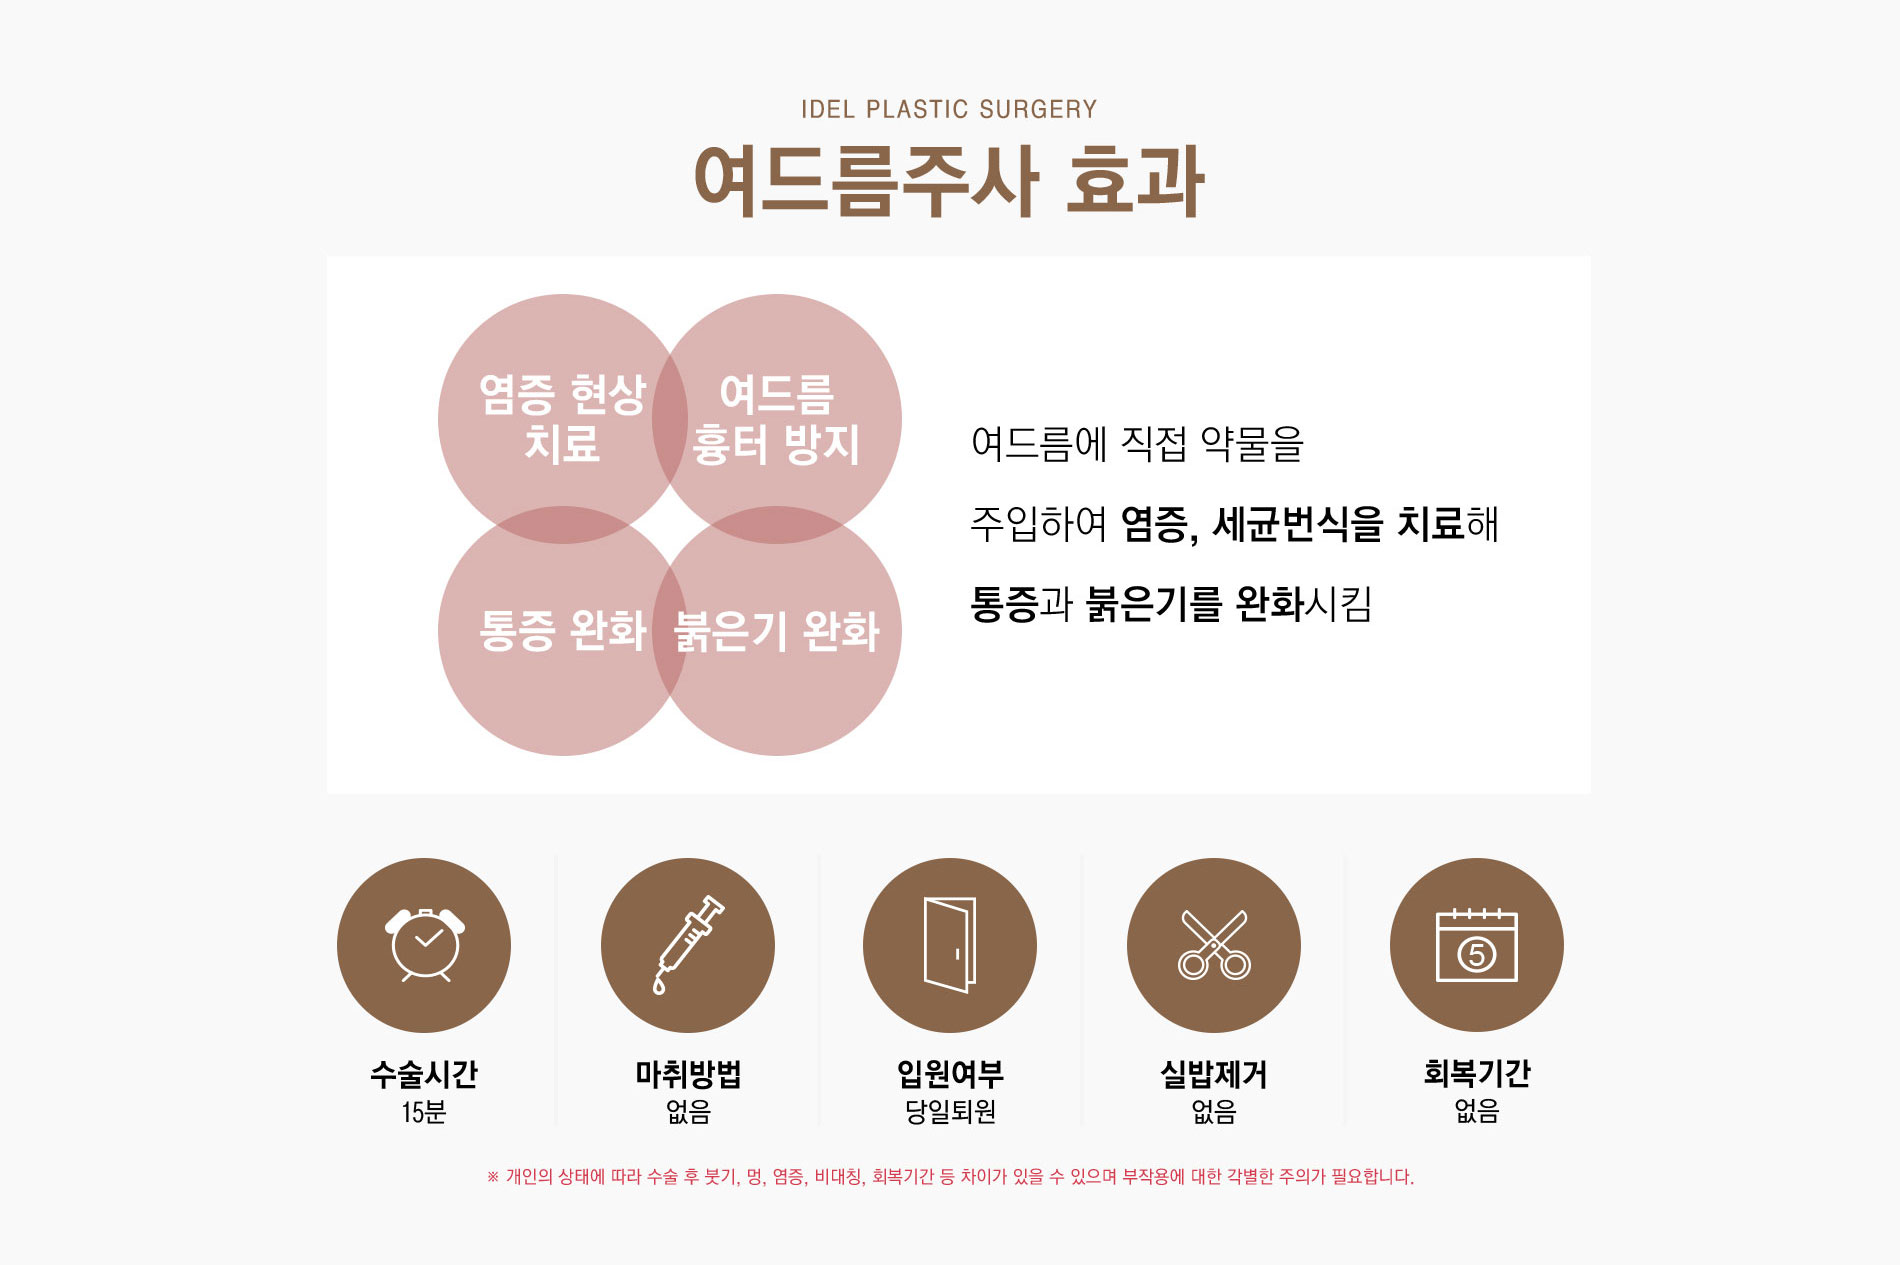 IDEL PLASTIC SURGERY
여드름주사 효과
염증 현상
치료
여드름
흉터 방지
통증 완화
붉은기 완화
여드름에 직접 약물을
주입하여 염증, 세균번식을 치료해
통증과 붉은기를 완화시킴
5
수술시간
15분
마취방법
없음
입원여부
당일퇴원
실밥제거
없음
회복기간
없음
※ 개인의 상태에 따라 수술 후 붓기, 멍, 염증, 비대칭, 회복기간 등 차이가 있을 수 있으며 부작용에 대한 각별한 주의가 필요합니다.